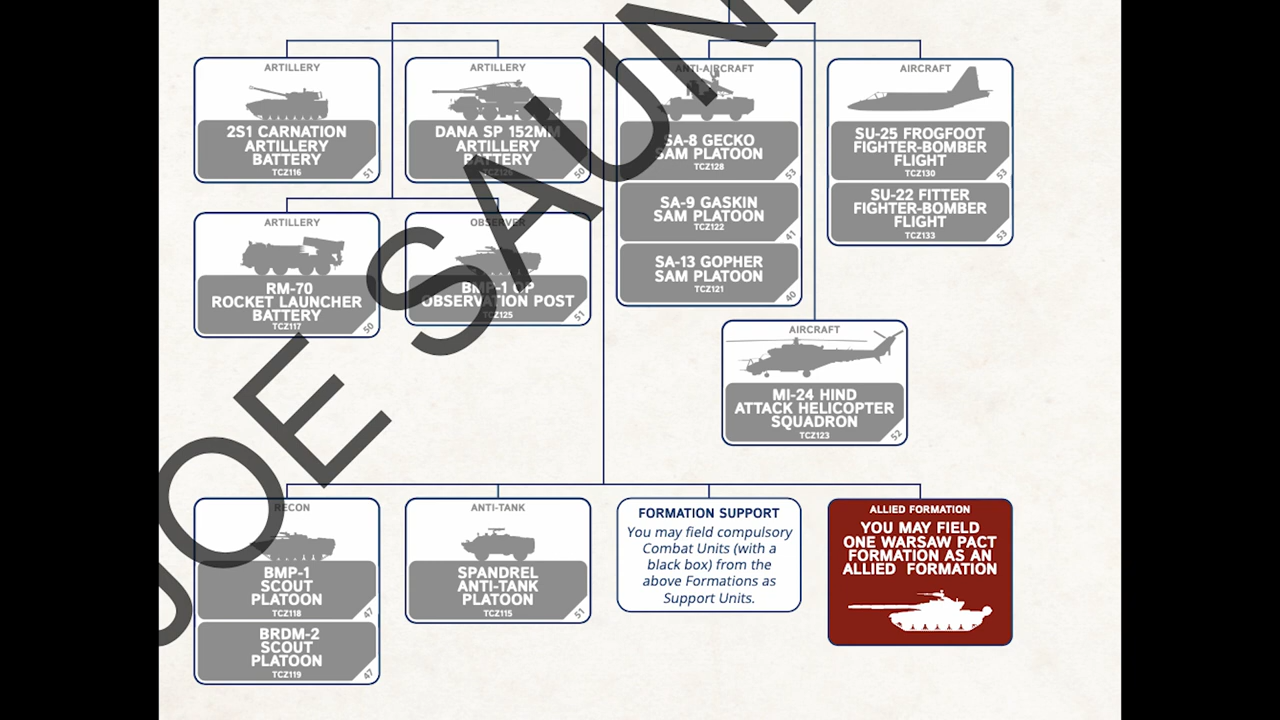 ARTILLERY
2S1 CARNATION
ARTILLERY
BATTERY
TCZ116
51
ARTILLERY
DANA SP 152MM
ARTILLERY
BATTERY
TCZ126
50
ANTI-AIRCRAFT
SA-8 GECKO
SAM PLATOON
TCZ128
53
SA-9 GASKIN
SAM PLATOON
TCZ122
41
SA-13 GOPHER
SAM PLATOON
TCZ121
40
AIRCRAFT
SU-25 FROGFOOT
FIGHTER-BOMBER
FLIGHT
TCZ130
53
SU-22 FITTER
FIGHTER-BOMBER
FLIGHT
TCZ133
53
ARTILLERY
RM-70
ROCKET LAUNCHER
BATTERY
TCZ117
50
OBSERVER
BMP-1 OP
OBSERVATION POST
TCZ125
51
AIRCRAFT
MI-24 HIND
ATTACK HELICOPTER
SQUADRON
TCZ123
52
RECON
BMP-1
SCOUT
PLATOON
TCZ118
47
BRDM-2
SCOUT
PLATOON
TCZ119
47
ANTI-TANK
SPANDREL
ANTI-TANK
PLATOON
TCZ115
51
FORMATION SUPPORT
You may field compulsory
Combat Units (with a
black box) from the
above Formations as
Support Units.
ALLIED FORMATION
YOU MAY FIELD
ONE WARSAW PACT
FORMATION AS AN
ALLIED FORMATION
JOE SAUN